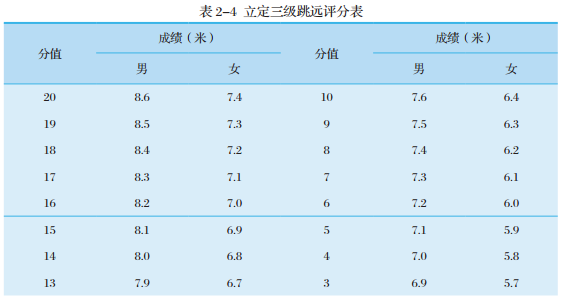 表 2–4 立定三级跳远评分表
分值 成绩（米） 分值 成绩（米）
男 女 男 女
20 8.6 7.4 10 7.6 6.4
19 8.5 7.3 9 7.5 6.3
18 8.4 7.2 8 7.4 6.2
17 8.3 7.1 7 7.3 6.1
16 8.2 7.0 6 7.2 6.0
15 8.1 6.9 5 7.1 5.9
14 8.0 6.8 4 7.0 5.8
13 7.9 6.7 3 6.9 5.7